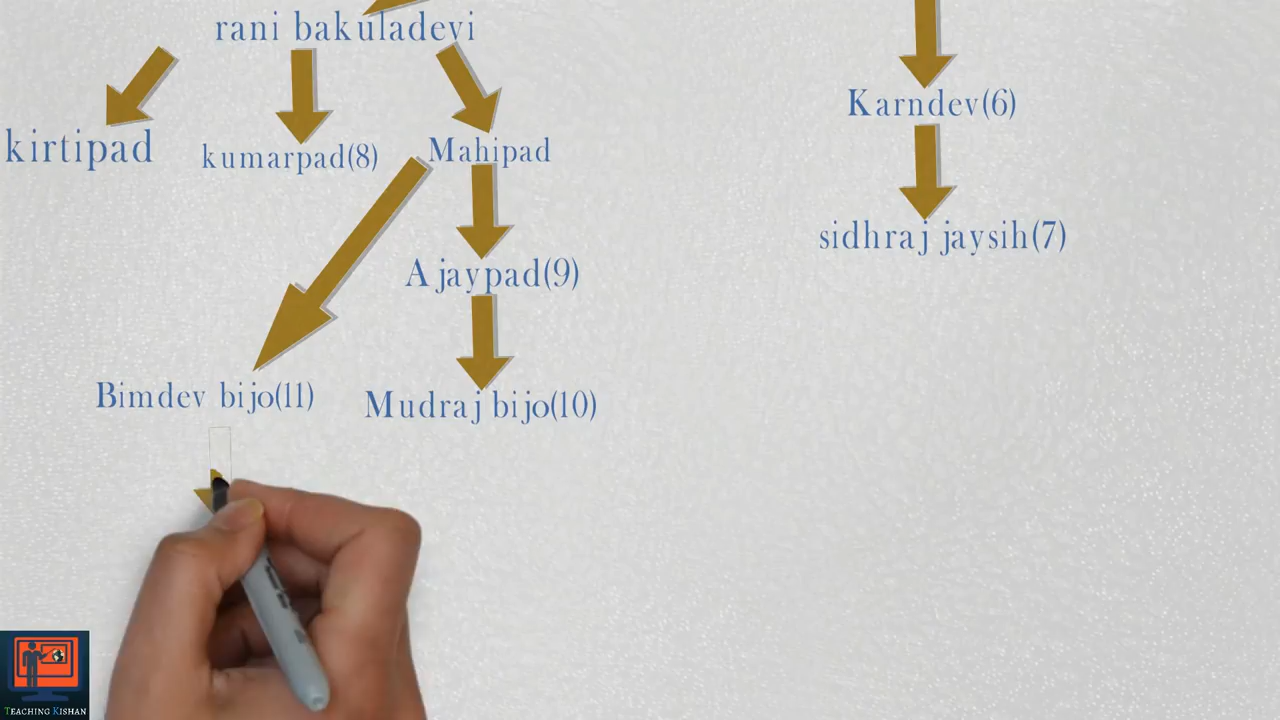 rani bakuladevi
kirtipad
kumarpad(8)
Mahipad
Karndev(6)
sidhraj jaysih(7)
Ajaypad(9)
Bimdev bijo(11)
Mudraj bijo(10)
TEACHING KISHAN